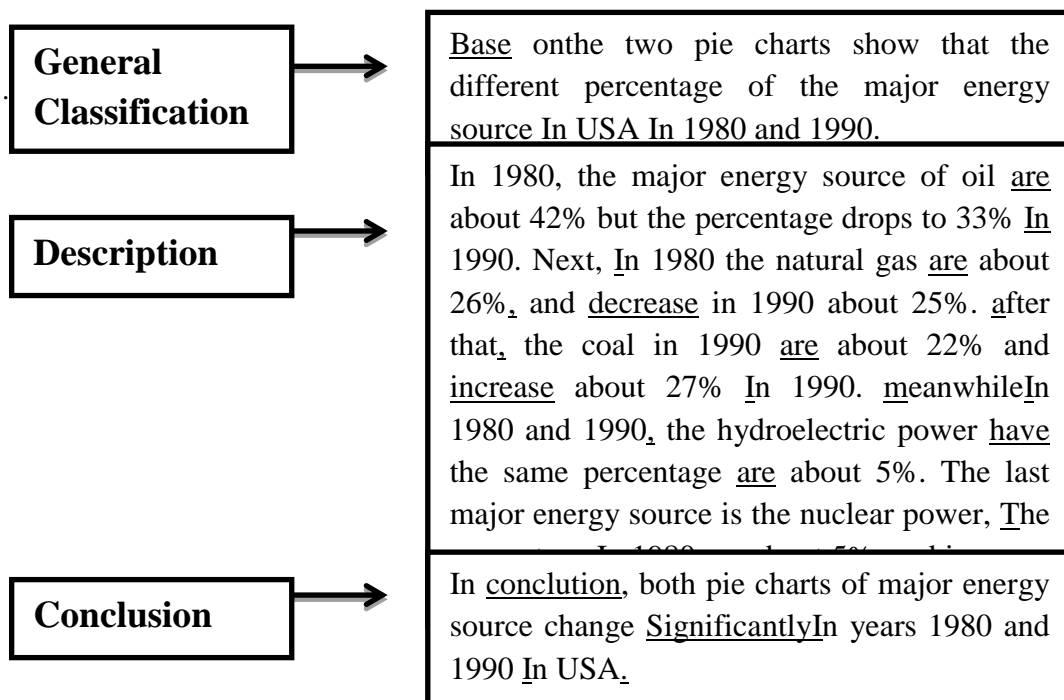 General
Classification
Base onthe two pie charts show that the
different percentage of the major energy
source In USA In 1980 and 1990.
Description
In 1980, the major energy source of oil are
about 42% but the percentage drops to 33% In
1990. Next, In 1980 the natural gas are about
26%, and decrease in 1990 about 25%. after
that, the coal in 1990 are about 22% and
increase about 27% In 1990. meanwhileIn
1980 and 1990, the hydroelectric power have
the same percentage are about 5%. The last
major energy source is the nuclear power, The
In 1980 about 5%
Conclusion
In conclution, both pie charts of major energy
source change SignificantlyIn years 1980 and
1990 In USA.